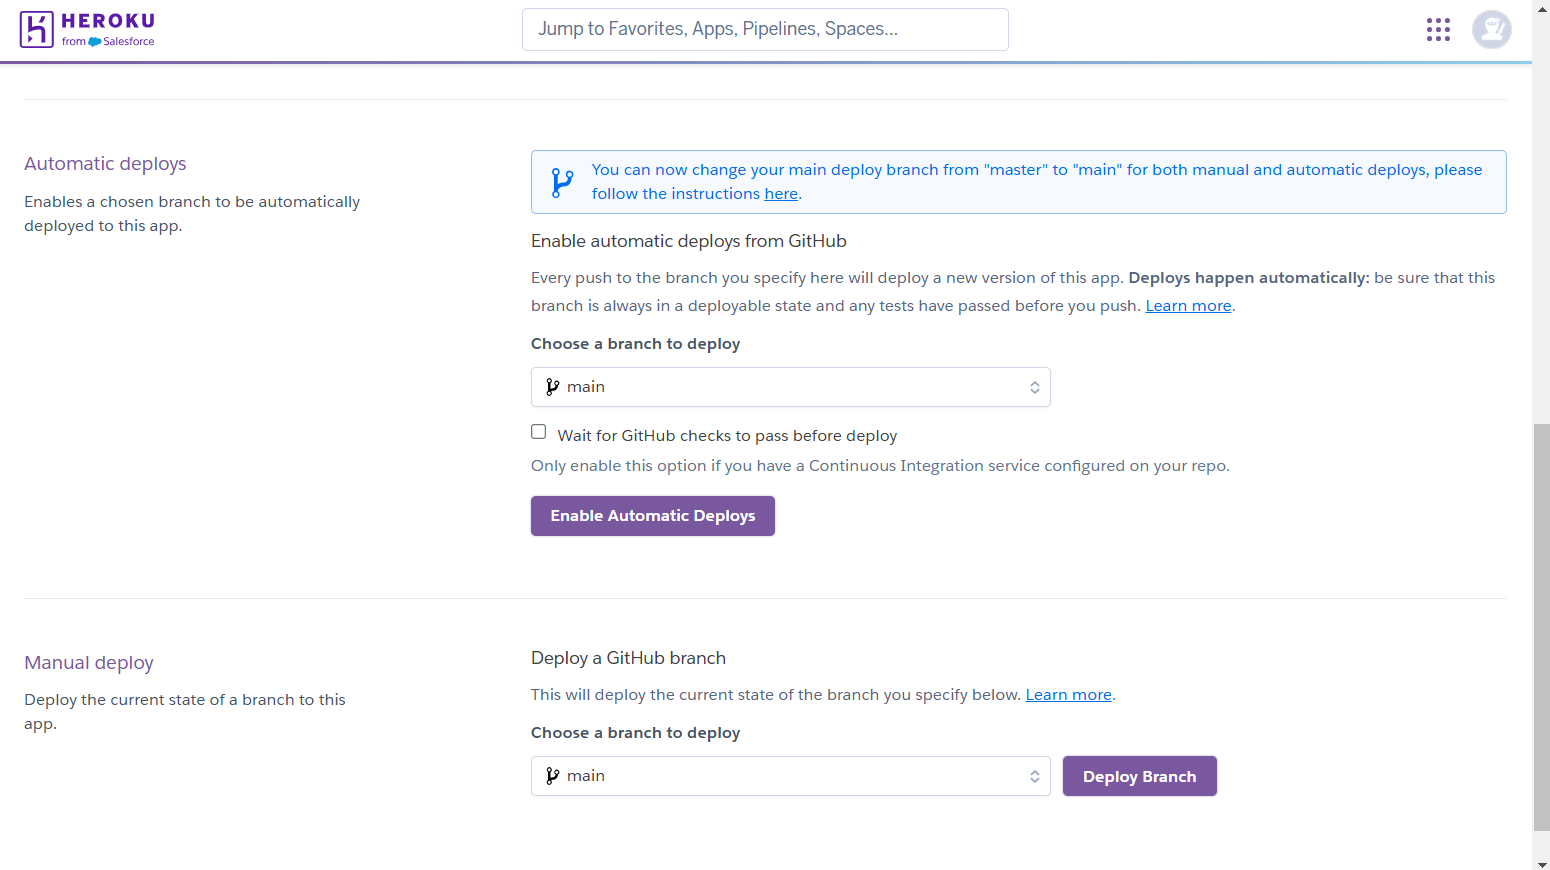 HEROKU
from Salesforce
Jump to Favorites, Apps, Pipelines, Spaces...
Automatic deploys
Enables a chosen branch to be automatically
deployed to this app.
You can now change your main deploy branch from "master" to "main" for both manual and automatic deploys, please
follow the instructions here.
Enable automatic deploys from GitHub
Every push to the branch you specify here will deploy a new version of this app. Deploys happen automatically: be sure that this
branch is always in a deployable state and any tests have passed before you push. Learn more.
Choose a branch to deploy
main
Wait for GitHub checks to pass before deploy
Only enable this option if you have a Continuous Integration service configured on your repo.
Enable Automatic Deploys
Manual deploy
Deploy the current state of a branch to this
app.
Deploy a GitHub branch
This will deploy the current state of the branch you specify below. Learn more.
Choose a branch to deploy
main
Deploy Branch